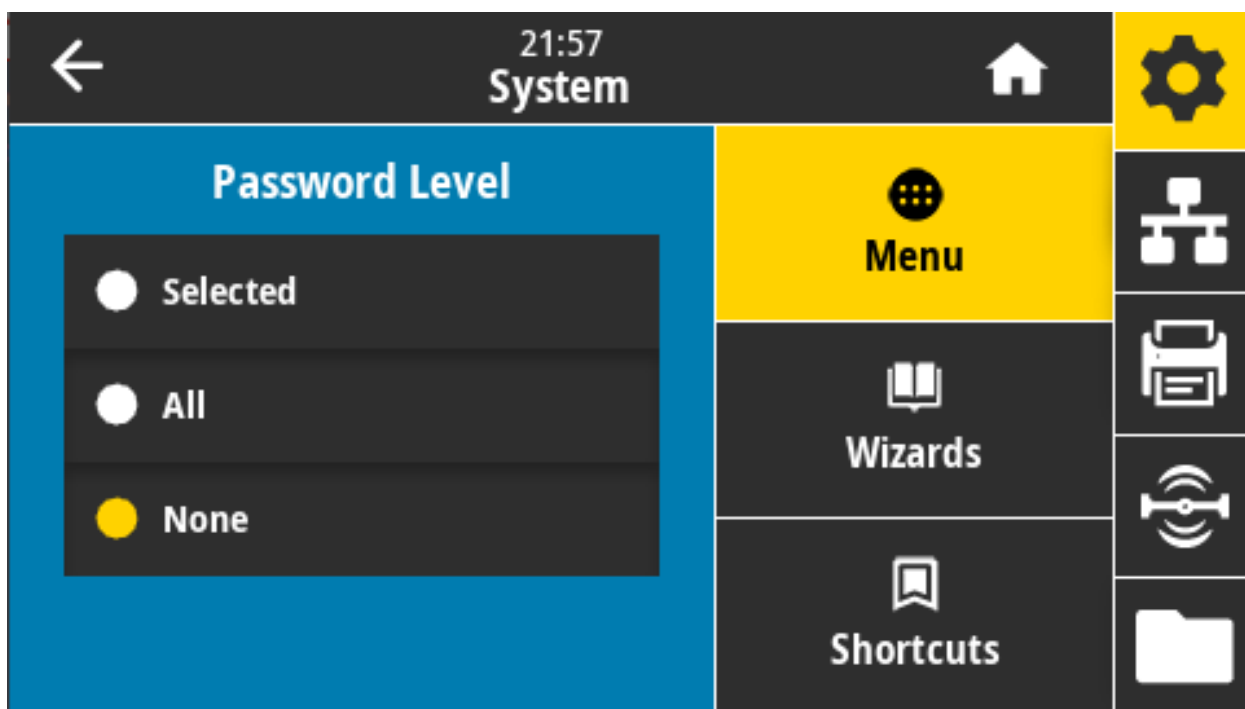 21:57
System
Password Level
Selected
All
None
Menu
Wizards
Shortcuts